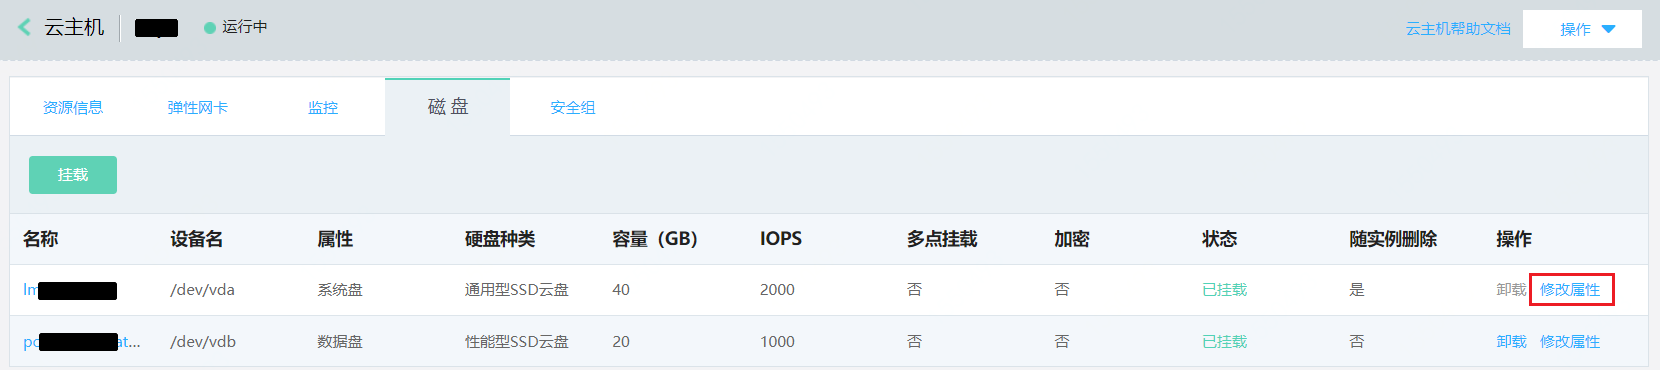 云主机 运行中 云主机帮助文档 操作
资源信息 弹性网卡 监控 磁盘 安全组
挂载
名称 设备名 属性 硬盘种类 容量（GB） IOPS 多点挂载 加密 状态 随实例删除 操作
/dev/vda 系统盘 通用型SSD云盘 40 2000 否 否 已挂载 是 卸载 修改属性
/dev/vdb 数据盘 性能型SSD云盘 20 1000 否 否 已挂载 否 卸载 修改属性